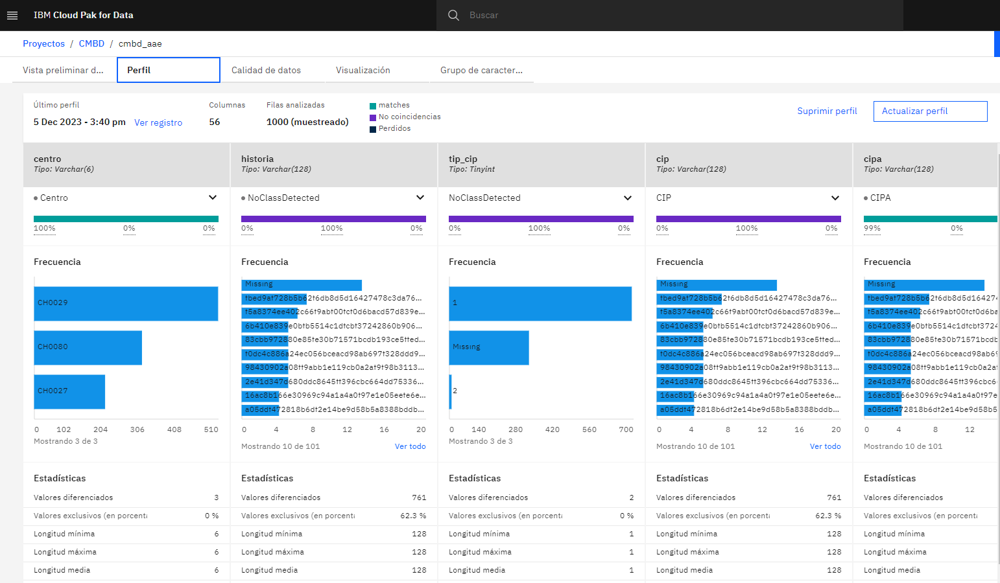 IBM Cloud Pak for Data
Buscar
Proyectos / CMBD / cmbd_aae
Vista preliminar d...
Perfil
Calidad de datos
Visualización
Grupo de caracter...
Último perfil
5 Dec 2023 - 3:40 pm Ver registro
Columnas
56
Filas analizadas
1000 (muestreado)
matches
No coincidencias
Perdidos
Suprimir perfil
Actualizar perfil
centro
Tipo: Varchar(6)
Centro
100% 0% 0%
Frecuencia
CH0029
CH0080
CH0027
0 102 204 306 408 510
Mostrando 3 de 3
Estadísticas
Valores diferenciados 3
Valores exclusivos (en porcenta 0 %
Longitud mínima 6
Longitud máxima 6
Longitud media 6
historia
Tipo: Varchar(128)
NoClassDetected
0% 100% 0%
Frecuencia
Missing
fbed9af728b5b62f6db8d5d16427478c3da76...
f5a8374ee402c66f9abf00fcf0d6bacd57d839e...
6b410e839e0bfb5514c1dfcbf37242860b906...
83cbb972880e85fe30b71571bcdb193ce5ffed...
f0dc4c886a24ec056bceacd98ab697f328ddd9...
98430902a08ff9abb1e119cb0a2af9f98b3113...
2e41d347d680ddc8645ff396cbc664dd75336...
16ac8b166e30969c94a1a4a0f97e1e05eefe6e...
a05ddf472818b6df2e14be9d58b5a8388bddb...
0 4 8 12 16 20
Mostrando 10 de 101 Ver todo
Estadísticas
Valores diferenciados 761
Valores exclusivos (en porcenta 62.3 %
Longitud mínima 128
Longitud máxima 128
Longitud media 128
tip_cip
Tipo: Tinyint
NoClassDetected
0% 100% 0%
Frecuencia
1
Missing
2
0 140 280 420 560 700
Mostrando 3 de 3
Estadísticas
Valores diferenciados 2
Valores exclusivos (en porcenta 0 %
Longitud mínima 1
Longitud máxima 1
Longitud media 1
cip
Tipo: Varchar(128)
CIP
0% 100% 0%
Frecuencia
Missing
fbed9af728b5b62f6db8d5d16427478c3da76...
f5a8374ee402c66f9abf00fcf0d6bacd57d839e...
6b410e839e0bfb5514c1dfcbf37242860b906...
83cbb972880e85fe30b71571bcdb193ce5ffed...
f0dc4c886a24ec056bceacd98ab697f328ddd9...
98430902a08ff9abb1e119cb0a2af9f98b3113...
2e41d347d680ddc8645ff396cbc664dd75336...
16ac8b166e30969c94a1a4a0f97e1e05eefe6e...
a05ddf472818b6df2e14be9d58b5a8388bddb...
0 4 8 12 16 20
Mostrando 10 de 101 Ver todo
Estadísticas
Valores diferenciados 761
Valores exclusivos (en porcenta 62.3 %
Longitud mínima 128
Longitud máxima 128
Longitud media 128
cipa
Tipo: Varchar(128)
CIPA
99% 0%
Frecuencia
Missing
fbed9af728b5b62f6db8d5d16427
f5a8374ee402c66f9abf00fcf0d6ba
6b410e839e0bfb5514c1dfcbf3724
83cbb972880e85fe30b71571bcdb
f0dc4c886a24ec056bceacd98ab69
98430902a08ff9abb1e119cb0a2af
2e41d347d680ddc8645ff396cbc6
16ac8b166e30969c94a1a4a0f97e
a05ddf472818b6df2e14be9d58b5
0 4 8 12
Mostrando 10 de 101
Estadísticas
Valores diferenciados
Valores exclusivos (en porcenta
Longitud mínima
Longitud máxima
Longitud media